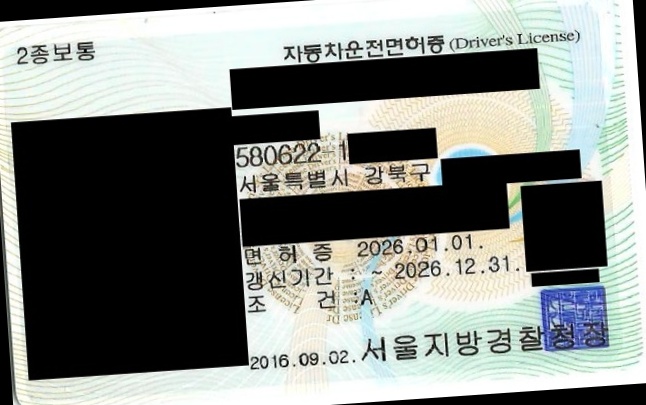 2종보통
자동차운전면허증 (Driver's License)
580622-1
서울특별시 강북구
면 허 증 2026.01.01.
갱신기간 : ~ 2026.12.31.
조 건 :A
2016.09.02. 서울지방경찰청장